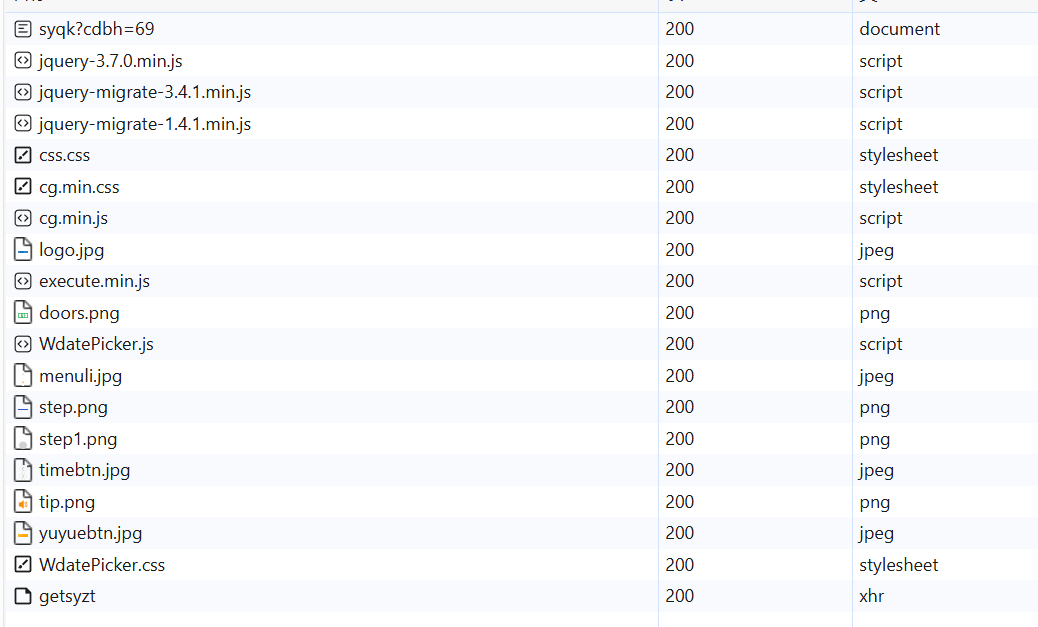 syqk?cdbh=69 200 document
jquery-3.7.0.min.js 200 script
jquery-migrate-3.4.1.min.js 200 script
jquery-migrate-1.4.1.min.js 200 script
css.css 200 stylesheet
cg.min.css 200 stylesheet
cg.min.js 200 script
logo.jpg 200 jpeg
execute.min.js 200 script
doors.png 200 png
WdatePicker.js 200 script
menuli.jpg 200 jpeg
step.png 200 png
step1.png 200 png
timebtn.jpg 200 jpeg
tip.png 200 png
yuyuebtn.jpg 200 jpeg
WdatePicker.css 200 stylesheet
getsyzt 200 xhr